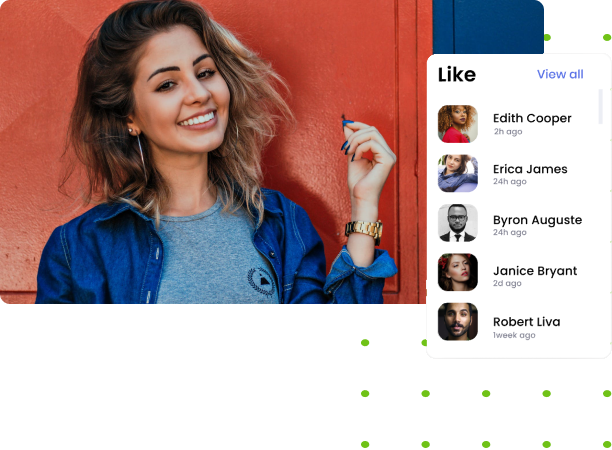 Like
View all
Edith Cooper
2h ago
Erica James
24h ago
Byron Auguste
24h ago
Janice Bryant
2d ago
Robert Liva
1week ago